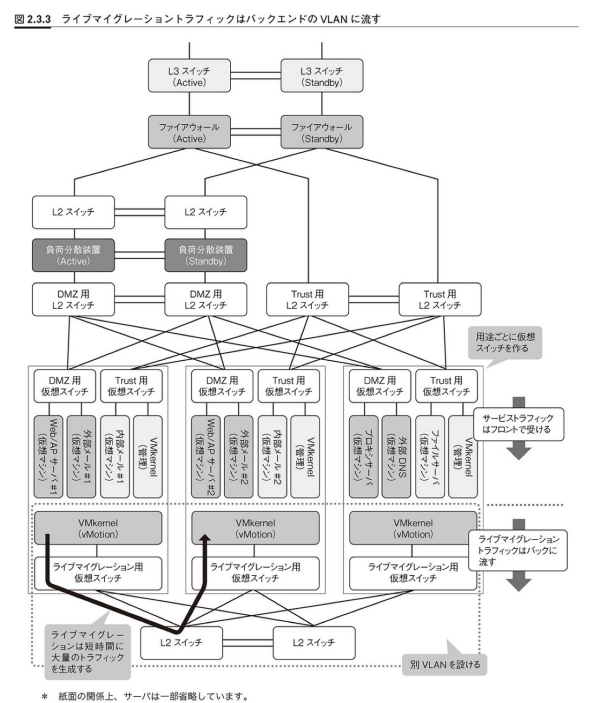 図 2.3.3 ライブマイグレーショントラフィックはバックエンドの VLAN に流す
L3 スイッチ
(Active)
L3 スイッチ
(Standby)
ファイアウォール
(Active)
ファイアウォール
(Standby)
L2 スイッチ
L2 スイッチ
負荷分散装置
(Active)
負荷分散装置
(Standby)
DMZ 用
L2 スイッチ
DMZ 用
L2 スイッチ
Trust 用
L2 スイッチ
Trust 用
L2 スイッチ
用途ごとに仮想
スイッチを作る
DMZ 用
仮想スイッチ
Trust 用
仮想スイッチ
DMZ 用
仮想スイッチ
Trust 用
仮想スイッチ
DMZ 用
仮想スイッチ
Trust 用
仮想スイッチ
Web/AP サーバ #1
(仮想マシン)
外部メール #1
(仮想マシン)
内部メール #1
(仮想マシン)
VMkernel
(管理)
Web/AP サーバ #2
(仮想マシン)
外部メール #2
(仮想マシン)
内部メール #2
(仮想マシン)
VMkernel
(管理)
プロキシサーバ
(仮想マシン)
外部 DNS
(仮想マシン)
ファイルサーバ
(仮想マシン)
VMkernel
(管理)
サービストラフィック
はフロントで受ける
VMkernel
(vMotion)
VMkernel
(vMotion)
VMkernel
(vMotion)
ライブマイグレーション
トラフィックはバックに
流す
ライブマイグレーション用
仮想スイッチ
ライブマイグレーション用
仮想スイッチ
ライブマイグレーション用
仮想スイッチ
ライブマイグレー
ションは短時間に
大量のトラフィック
を生成する
L2 スイッチ
L2 スイッチ
別 VLAN を設ける
* 紙面の関係上、サーバは一部省略しています。